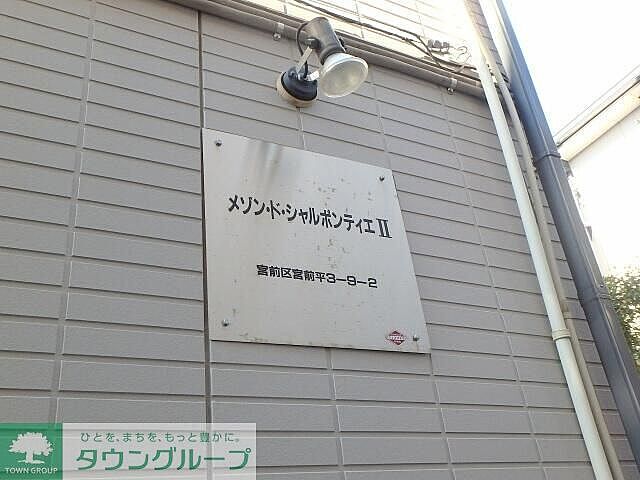 メゾン・ド・シャルボンティエⅡ
宮前区宮前平3-9-2
ひとを、まちを、もっと豊かに。
TOWN GROUP
タウングループ